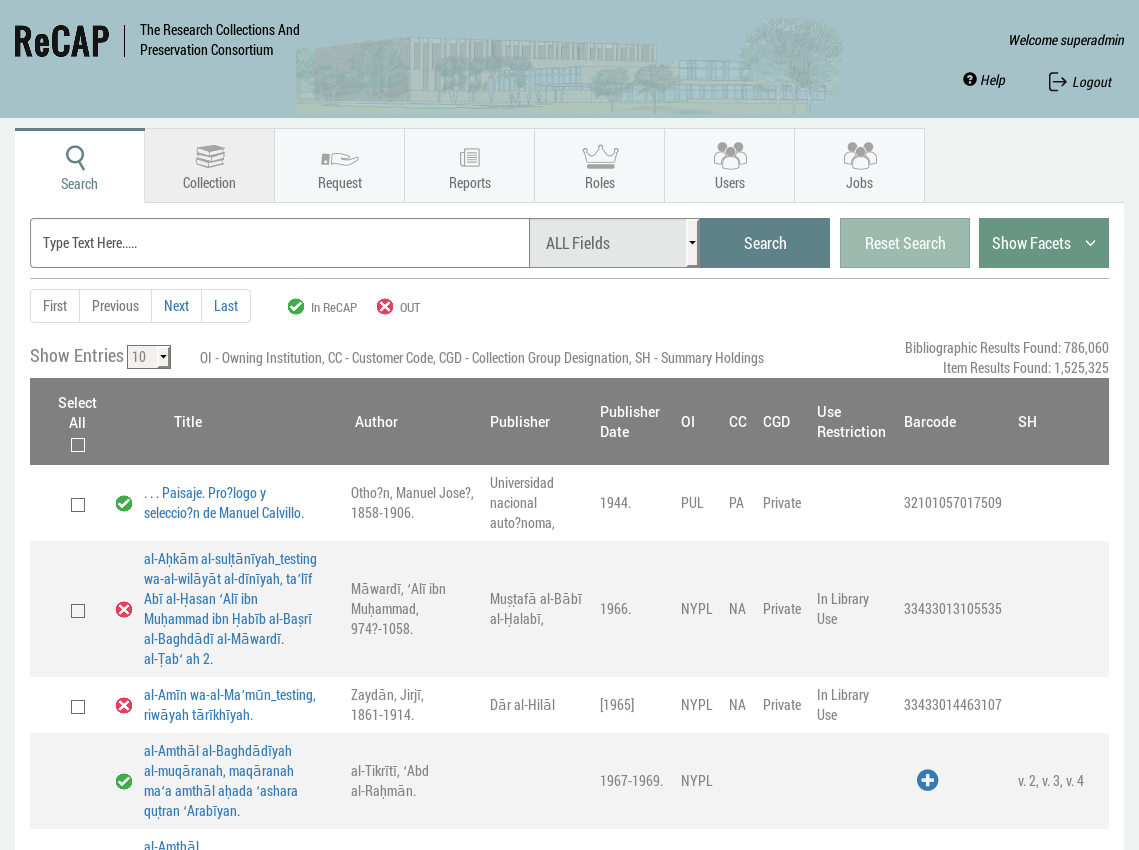 ReCAP
The Research Collections And
Preservation Consortium
Welcome superadmin
Help
Logout
Search
Collection
Request
Reports
Roles
Users
Jobs
Type Text Here.....
ALL Fields
Search
Reset Search
Show Facets
First Previous Next Last
In ReCAP
OUT
Show Entries 10
OI - Owning Institution, CC - Customer Code, CGD - Collection Group Designation, SH - Summary Holdings
Bibliographic Results Found: 786,060
Item Results Found: 1,525,325
Select
All
Title
Author
Publisher
Publisher
Date
OI
CC
CGD
Use
Restriction
Barcode
SH
. . . Paisaje. Pro?logo y
seleccio?n de Manuel Calvillo.
Otho?n, Manuel Jose?,
1858-1906.
Universidad
nacional
auto?noma,
1944.
PUL
PA
Private
32101057017509
al-Aḥkām al-sulṭānīyah_testing
wa-al-wilāyāt al-dīnīyah, taʼlīf
Abī al-Ḥasan ʻAlī ibn
Muḥammad ibn Ḥabīb al-Baṣrī
al-Baghdādī al-Māwardī.
al-Ṭabʻ ah 2.
Māwardī, ʻAlī ibn
Muḥammad,
974?-1058.
Muṣṭafā al-Bābī
al-Ḥalabī,
1966.
NYPL
NA
Private
In Library
Use
33433013105535
al-Amīn wa-al-Maʼmūn_testing,
riwāyah tārīkhīyah.
Zaydān, Jirjī,
1861-1914.
Dār al-Hilāl
[1965]
NYPL
NA
Private
In Library
Use
33433014463107
al-Amthāl al-Baghdādīyah
al-muqāranah, maqāranah
maʻa amthāl aḥada ʻashara
quṭran ʻArabīyan.
al-Tikrītī, ʻAbd
al-Raḥmān.
1967-1969.
NYPL
v. 2, v. 3, v. 4
al-Amthāl